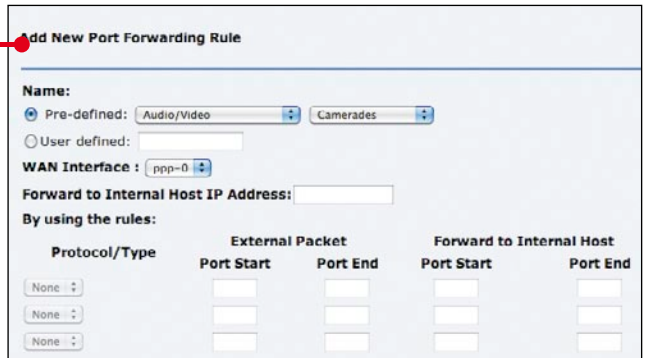 Add New Port Forwarding Rule
Name:
Pre-defined: Audio/Video Camerades
User defined:
WAN Interface : ppp-0
Forward to Internal Host IP Address:
By using the rules:
Protocol/Type External Packet Forward to Internal Host
Port Start Port End Port Start Port End
None
None
None